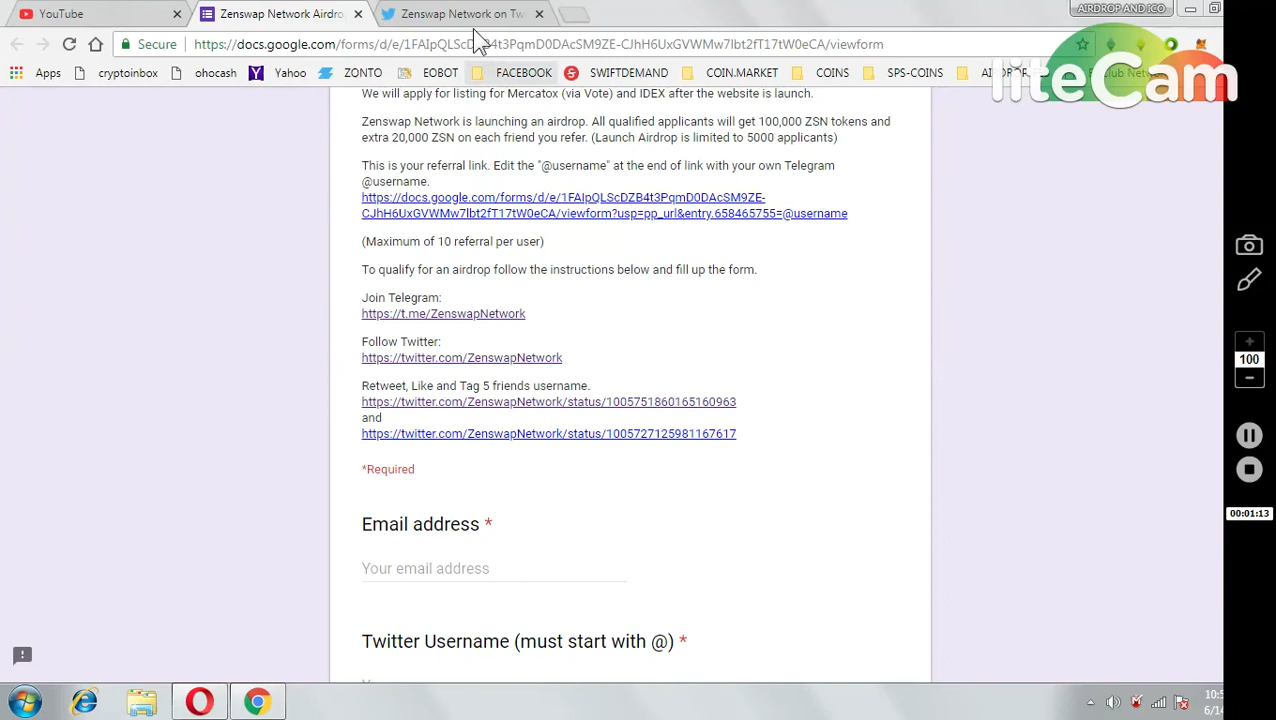 YouTube
Zenswap Network Airdro
Zenswap Network on Tw
AIRDROP AND ICO
Secure
Apps
cryptoinbox
ohocash
Yahoo
ZONTO
EOBOT
FACEBOOK
SWIFTDEMAND
COIN.MARKET
COINS
SPS-COINS
liteCam
We will apply for listing for Mercatox (via Vote) and IDEX after the website is launch.
Zenswap Network is launching an airdrop. All qualified applicants will get 100,000 ZSN tokens and
extra 20,000 ZSN on each friend you refer. (Launch Airdrop is limited to 5000 applicants)
This is your referral link. Edit the "@username" at the end of link with your own Telegram
@username.
https://docs.google.com/forms/d/e/1FAIpQLScDZB4t3PqmD0DAcSM9ZE-
CJhH6UxGVWMw7lbt2fT17tW0eCA/viewform?usp=pp_url&entry.658465755=@username
(Maximum of 10 referral per user)
To qualify for an airdrop follow the instructions below and fill up the form.
Join Telegram:
https://t.me/ZenswapNetwork
Follow Twitter:
https://twitter.com/ZenswapNetwork
Retweet, Like and Tag 5 friends username.
https://twitter.com/ZenswapNetwork/status/1005751860165160963
and
https://twitter.com/ZenswapNetwork/status/1005727125981167617
*Required
Email address *
Your email address
Twitter Username (must start with @) *
100
00:01:13